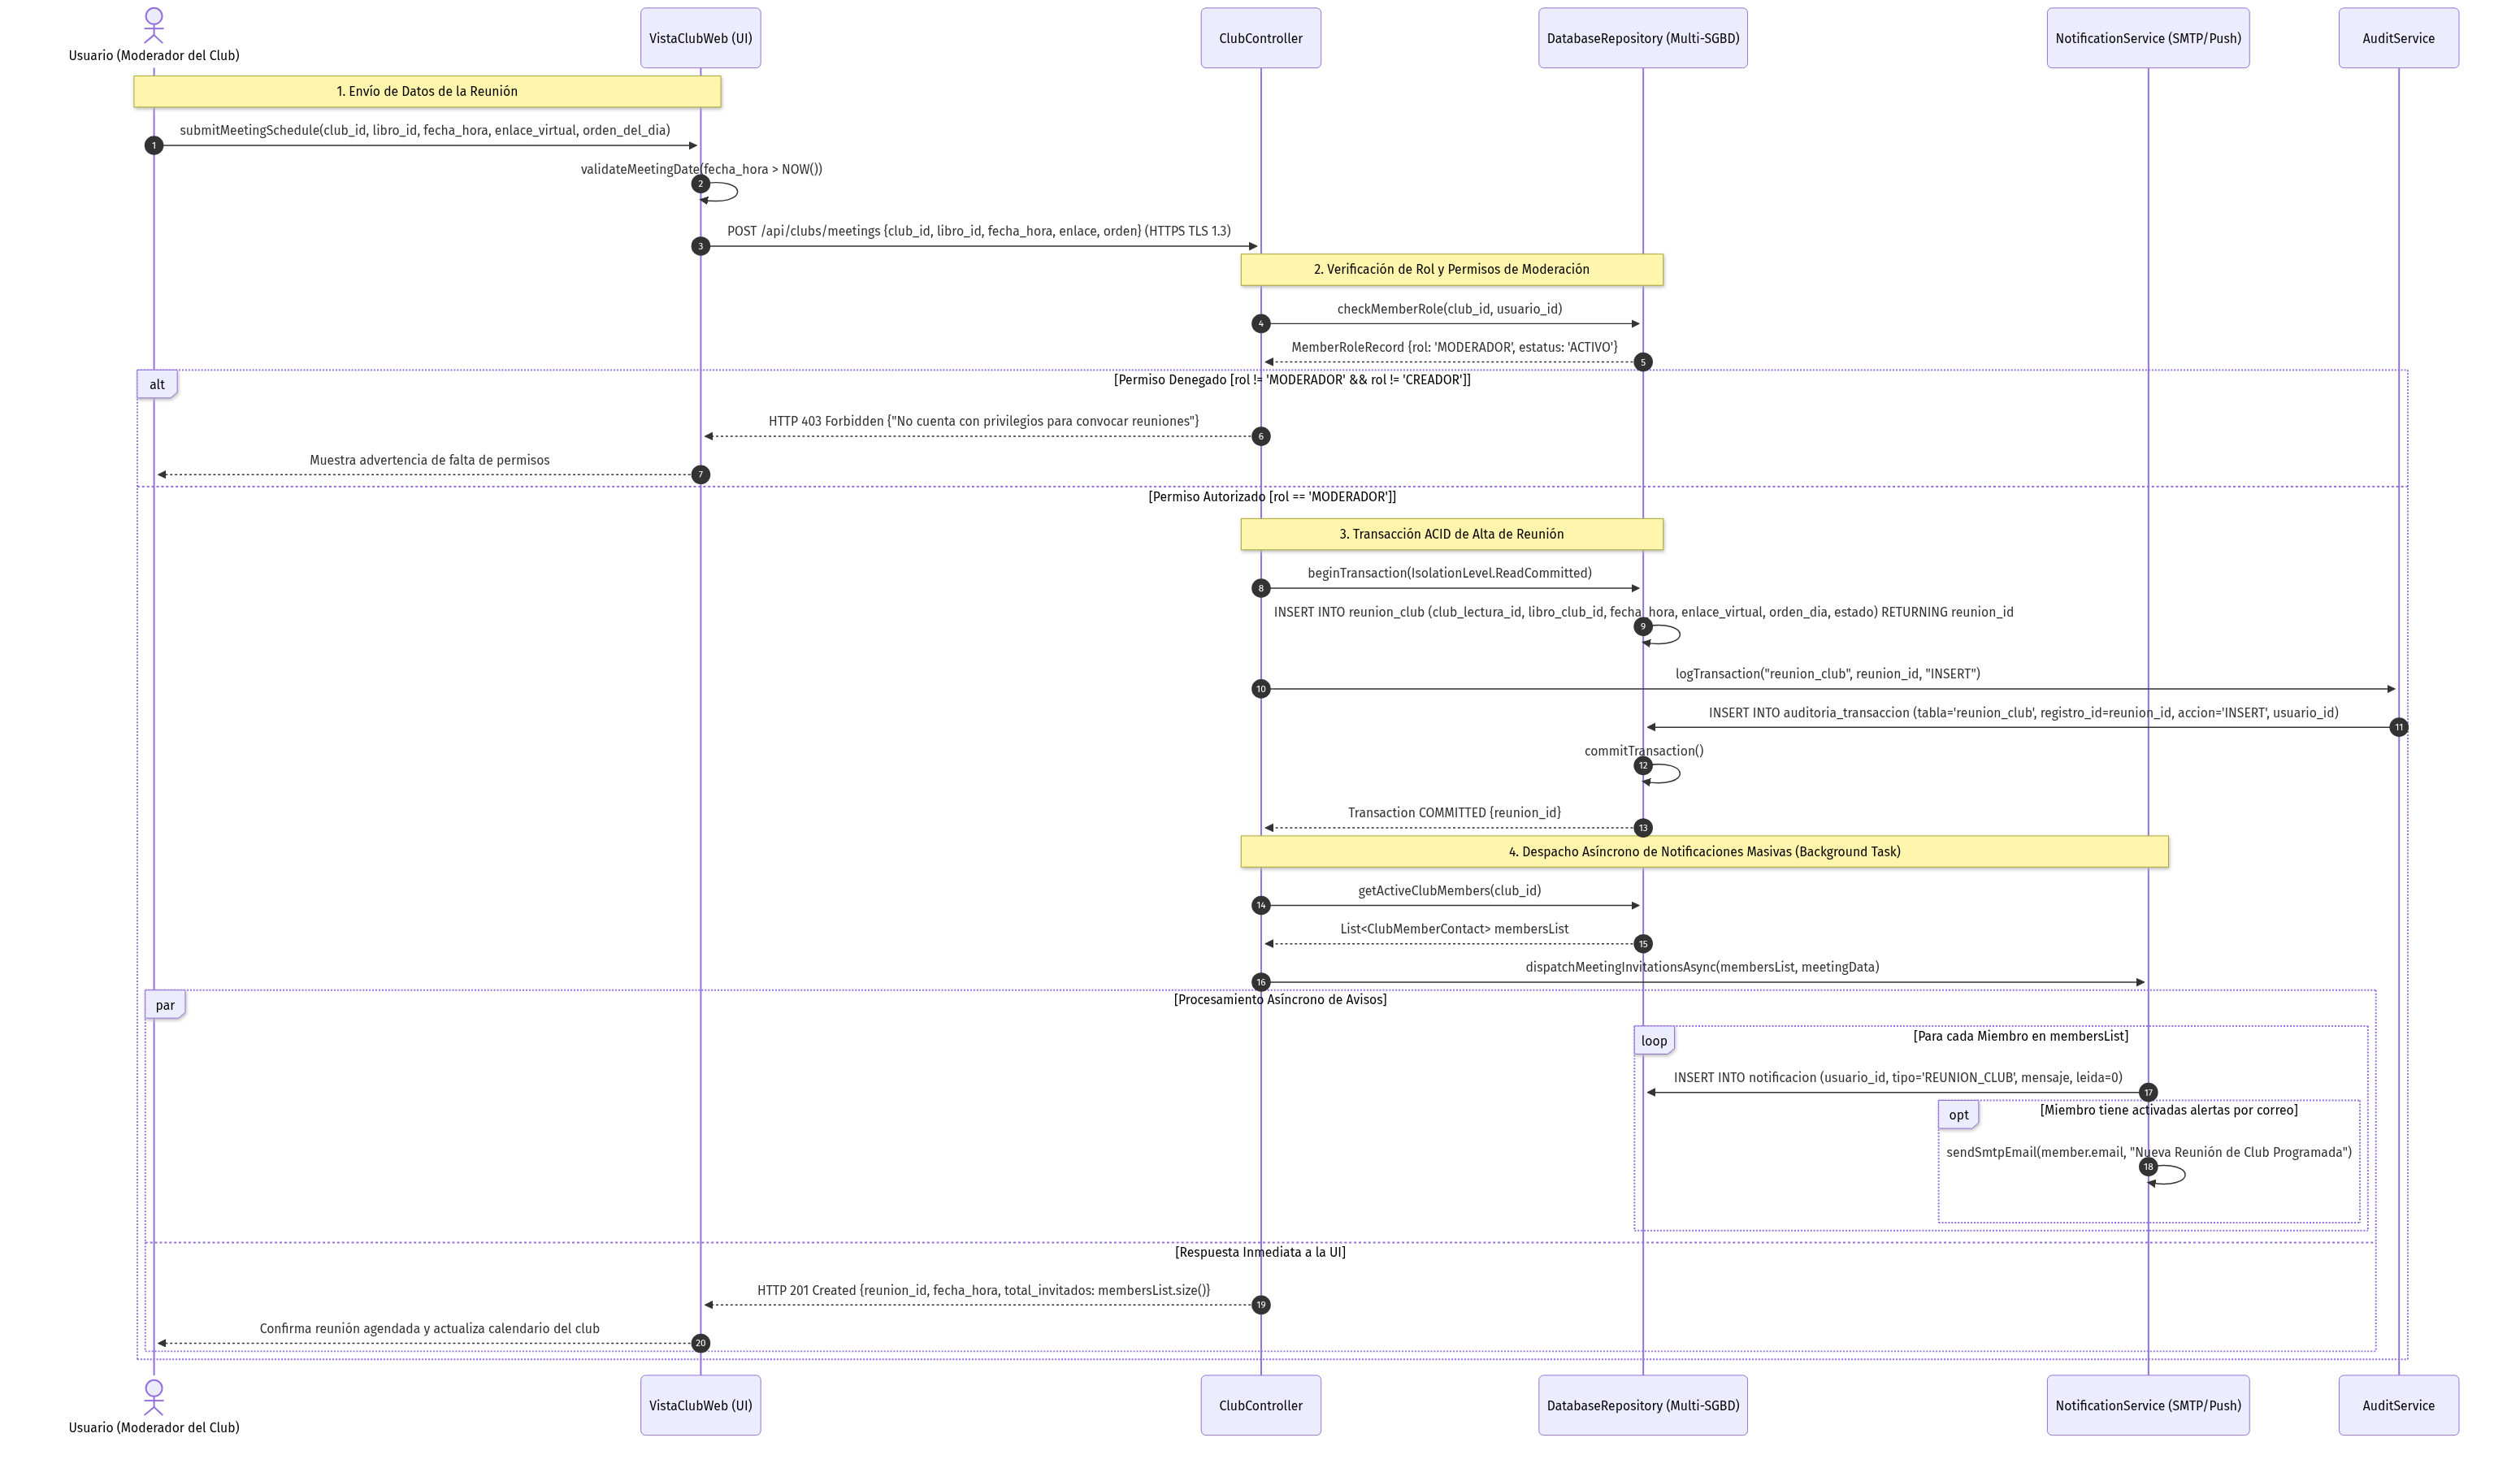 Usuario (Moderador del Club)
VistaClubWeb (UI)
ClubController
DatabaseRepository (Multi-SGBD)
NotificationService (SMTP/Push)
AuditService
1. Envío de Datos de la Reunión
submitMeetingSchedule(club_id, libro_id, fecha_hora, enlace_virtual, orden_del_dia)
1
validateMeetingDate(fecha_hora > NOW())
2
POST /api/clubs/meetings {club_id, libro_id, fecha_hora, enlace, orden} (HTTPS TLS 1.3)
3
2. Verificación de Rol y Permisos de Moderación
checkMemberRole(club_id, usuario_id)
4
MemberRoleRecord {rol: 'MODERADOR', estatus: 'ACTIVO'}
5
alt
[Permiso Denegado [rol != 'MODERADOR' && rol != 'CREADOR']]
HTTP 403 Forbidden {"No cuenta con privilegios para convocar reuniones"}
6
Muestra advertencia de falta de permisos
7
[Permiso Autorizado [rol == 'MODERADOR']]
3. Transacción ACID de Alta de Reunión
beginTransaction(IsolationLevel.ReadCommitted)
8
INSERT INTO reunion_club (club_lectura_id, libro_club_id, fecha_hora, enlace_virtual, orden_dia, estado) RETURNING reunion_id
9
logTransaction("reunion_club", reunion_id, "INSERT")
10
INSERT INTO auditoria_transaccion (tabla='reunion_club', registro_id=reunion_id, accion='INSERT', usuario_id)
11
commitTransaction()
12
Transaction COMMITTED {reunion_id}
13
4. Despacho Asíncrono de Notificaciones Masivas (Background Task)
getActiveClubMembers(club_id)
14
List<ClubMemberContact> membersList
15
dispatchMeetingInvitationsAsync(membersList, meetingData)
16
par
[Procesamiento Asíncrono de Avisos]
loop
[Para cada Miembro en membersList]
INSERT INTO notificacion (usuario_id, tipo='REUNION_CLUB', mensaje, leida=0)
17
opt
[Miembro tiene activadas alertas por correo]
sendSmtpEmail(member.email, "Nueva Reunión de Club Programada")
18
[Respuesta Inmediata a la UI]
HTTP 201 Created {reunion_id, fecha_hora, total_invitados: membersList.size()}
19
Confirma reunión agendada y actualiza calendario del club
20
Usuario (Moderador del Club)
VistaClubWeb (UI)
ClubController
DatabaseRepository (Multi-SGBD)
NotificationService (SMTP/Push)
AuditService